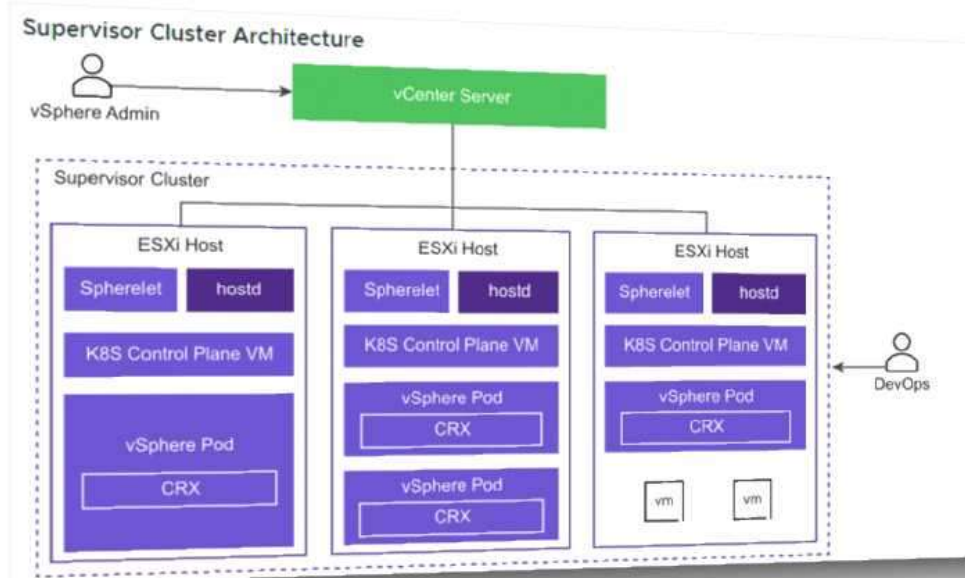 Supervisor Cluster Architecture
vSphere Admin
vCenter Server
Supervisor Cluster
ESXi Host
Spherelet
hostd
K8S Control Plane VM
vSphere Pod
CRX
ESXi Host
Spherelet
hostd
K8S Control Plane VM
vSphere Pod
CRX
vSphere Pod
CRX
ESXi Host
Spherelet
hostd
K8S Control Plane VM
vSphere Pod
CRX
vm
vm
DevOps